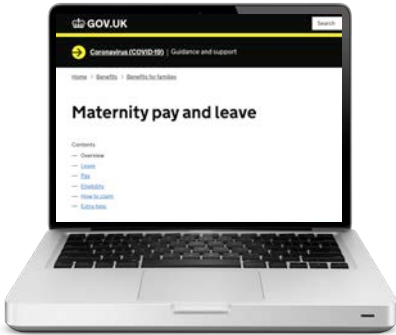 GOV.UK
Search
Coronavirus (COVID-19) | Guidance and support
Home > Benefits > Benefits for families
Maternity pay and leave
Contents
— Overview
— Leave
— Pay
— Eligibility
— How to claim
— Extra help